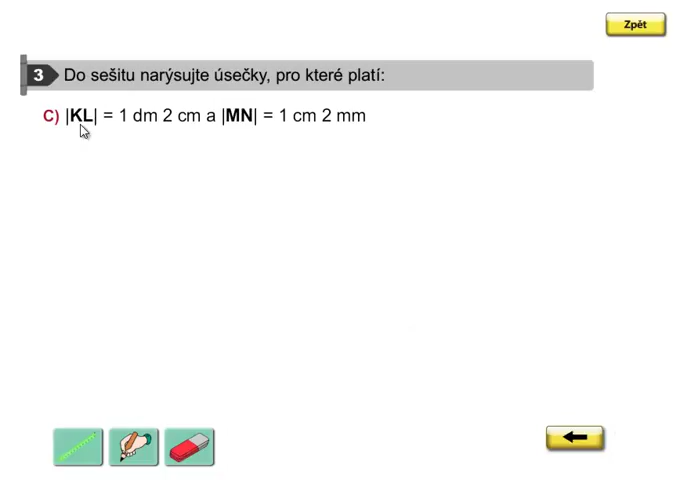 Zpět
3 Do sešitu narýsujte úsečky, pro které platí:
C) |KL| = 1 dm 2 cm a |MN| = 1 cm 2 mm